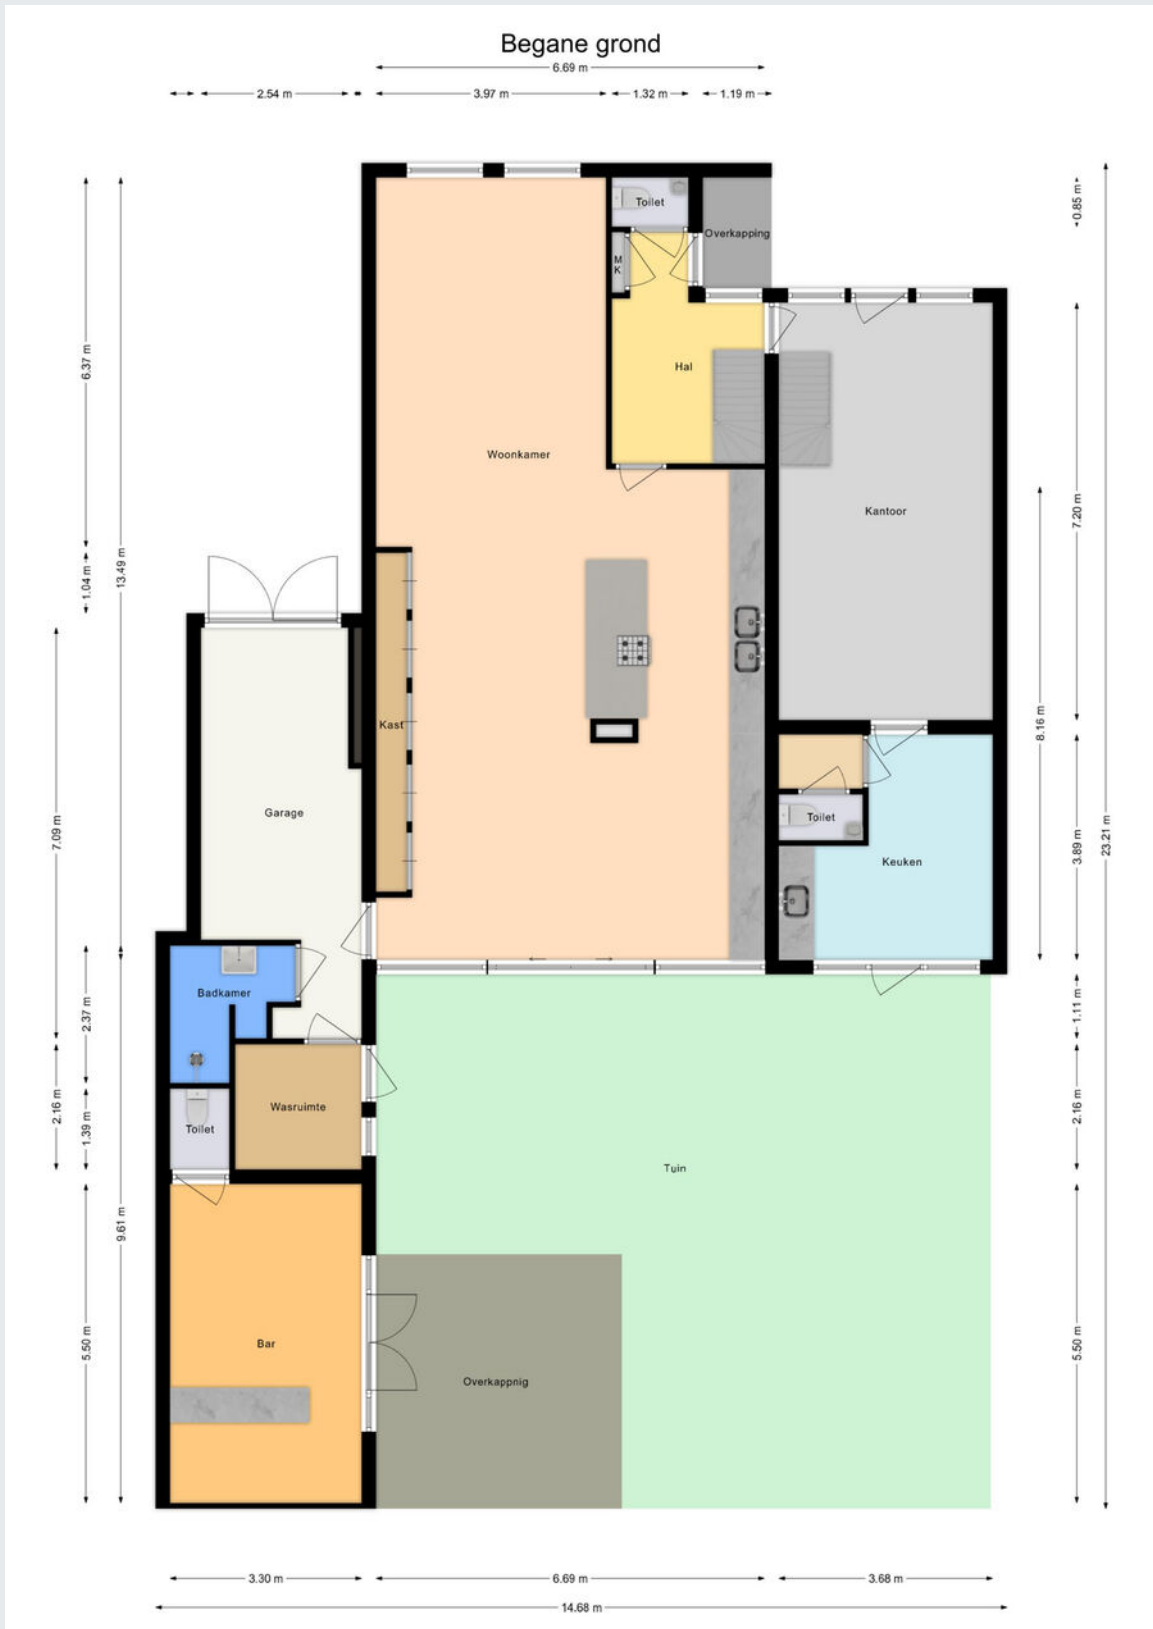 Begane grond
6.69 m
2.54 m
3.97 m
1.32 m
1.19 m
Toilet
0.85 m
Overkapping
M
K
6.37 m
Hal
Woonkamer
Kantoor
7.20 m
13.49 m
1.04 m
8.16 m
Kast
Garage
Toilet
7.09 m
23.21 m
3.89 m
Keuken
Badkamer
2.37 m
1.11 m
Wasruimte
2.16 m
1.39 m
2.16 m
Toilet
Tuin
9.61 m
Bar
5.50 m
5.50 m
Overkappnig
3.30 m
6.69 m
3.68 m
14.68 m